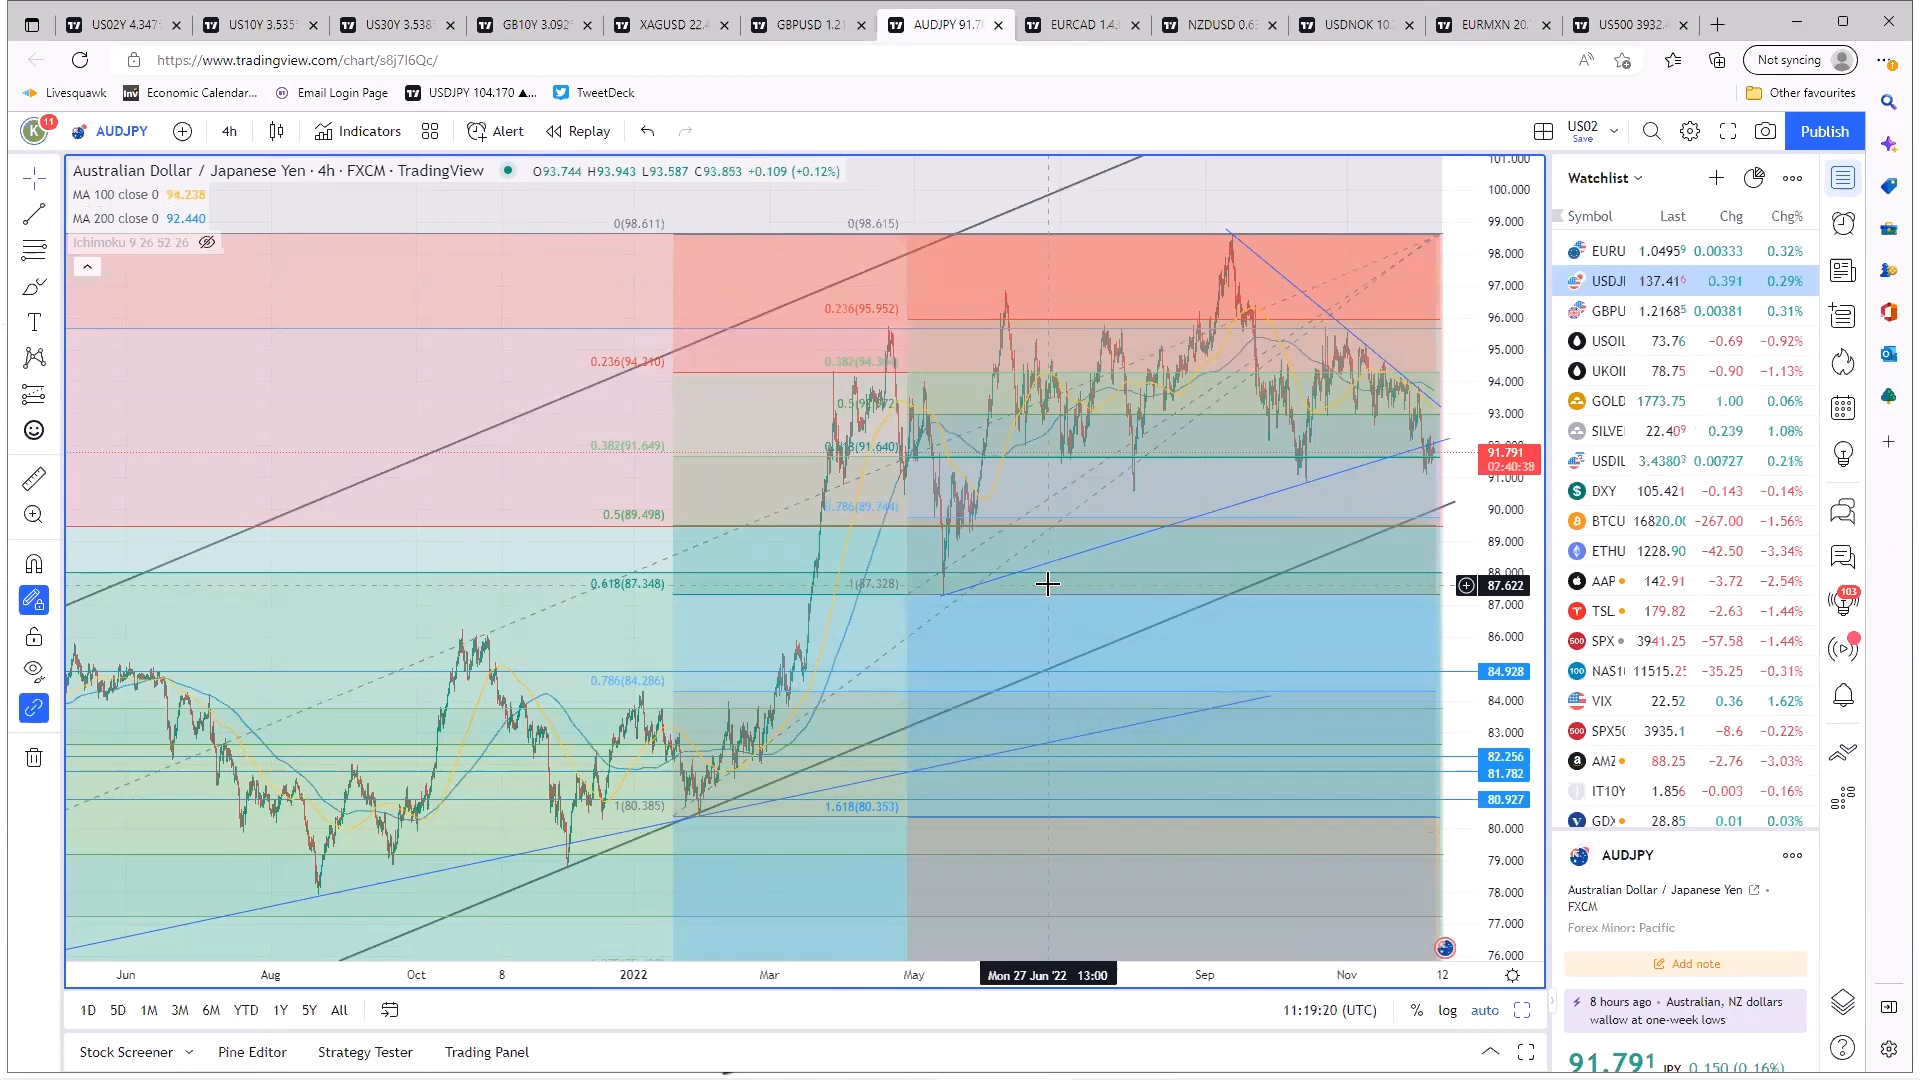 US02Y 4.347
US10Y 3.535
US30Y 3.538
GB10Y 3.092
XAGUSD 22.
GBPUSD 1.21
AUDJPY 91.7
EURCAD 1.4
NZDUSD 0.6
USDNOK 10.
EURMXN 20.
US500 3932.
https://www.tradingview.com/chart/s8j7l6Qc/
Not syncing
Livesquawk
Economic Calendar...
Email Login Page
USDJPY 104.170 ▲...
TweetDeck
Other favourites
K
11
AUDJPY
4h
Indicators
Alert
Replay
US02
Save
Publish
Australian Dollar / Japanese Yen · 4h · FXCM · TradingView
O93.744 H93.943 L93.587 C93.853 +0.109 (+0.12%)
MA 100 close 0 94.238
MA 200 close 0 92.440
Ichimoku 9 26 52 26
0(98.611)
0(98.615)
0.236(95.952)
0.236(94.310)
0.382(91.649)
0.786(89.744)
0.5(89.498)
0.618(87.348)
1(87.328)
0.786(84.286)
1(80.385)
1.618(80.353)
101.000
100.000
99.000
98.000
97.000
96.000
95.000
94.000
93.000
91.791
02:40:38
91.000
90.000
89.000
88.000
87.622
87.000
86.000
84.928
84.000
83.000
82.256
81.782
80.927
80.000
79.000
78.000
77.000
76.000
Jun
Aug
Oct
8
2022
Mar
May
Mon 27 Jun '22 13:00
Sep
Nov
12
1D 5D 1M 3M 6M YTD 1Y 5Y All
11:19:20 (UTC)
% log auto
Stock Screener
Pine Editor
Strategy Tester
Trading Panel
Watchlist
Symbol Last Chg Chg%
EURU 1.04959 0.00333 0.32%
USDJI 137.416 0.391 0.29%
GBPU 1.21685 0.00381 0.31%
USOIL 73.76 −0.69 −0.92%
UKOII 78.75 −0.90 −1.13%
GOLD 1773.75 1.00 0.06%
SILVE 22.409 0.239 1.08%
USDIL 3.43803 0.00727 0.21%
DXY 105.421 −0.143 −0.14%
BTCU 16820.00 −267.00 −1.56%
ETHU 1228.90 −42.50 −3.34%
AAP 142.91 −3.72 −2.54%
TSL 179.82 −2.63 −1.44%
SPX 3941.25 −57.58 −1.44%
NAS10 11515.25 −35.25 −0.31%
VIX 22.52 0.36 1.62%
SPX50 3935.1 −8.6 −0.22%
AMZ 88.25 −2.76 −3.03%
IT10Y 1.856 −0.003 −0.16%
GDX 28.85 0.01 0.03%
103
AUDJPY
Australian Dollar / Japanese Yen
FXCM
Forex Minor: Pacific
Add note
8 hours ago • Australian, NZ dollars
wallow at one-week lows
91.791 JPY 0.150 (0.16%)